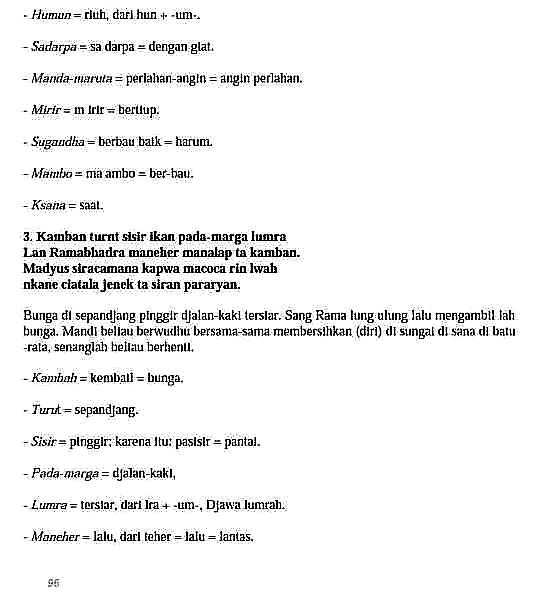 - Humun = riuh, dari hun + -um-.
- Sadarpa = sa darpa = dengan giat.
- Manda-maruta = perlahan-angin = angin perlahan.
- Mirir = m irir = bertiup.
- Sugandha = berbau baik = harum.
- Mambo = ma ambo = ber-bau.
- Ksana = saat.
3. Kamban turut sisir ikan pada-marga lumra
Lan Ramabhadra maneher manalap ta kamban.
Madyus siracamana kapwa macoca rin lwah
nkane ciatala jenek ta siran pararyan.
Bunga di sepandjang pinggir djalan-kaki tersiar. Sang Rama lung-ulung lalu mengambil lah
bunga. Mandi beliau berwudhu bersama-sama membersihkan (diri) di sungai di sana di batu
-rata, senanglah beliau berhenti.
- Kambah = kembali = bunga.
- Turut = sepandjang.
- Sisir = pinggir; karena itu: pasisir = pantai.
- Pada-marga = djalan-kaki,
- Lumra = tersiar, dari lra + -um-, Djawa lumrah.
- Maneher = lalu, dari teher = lalu = lantas.
96